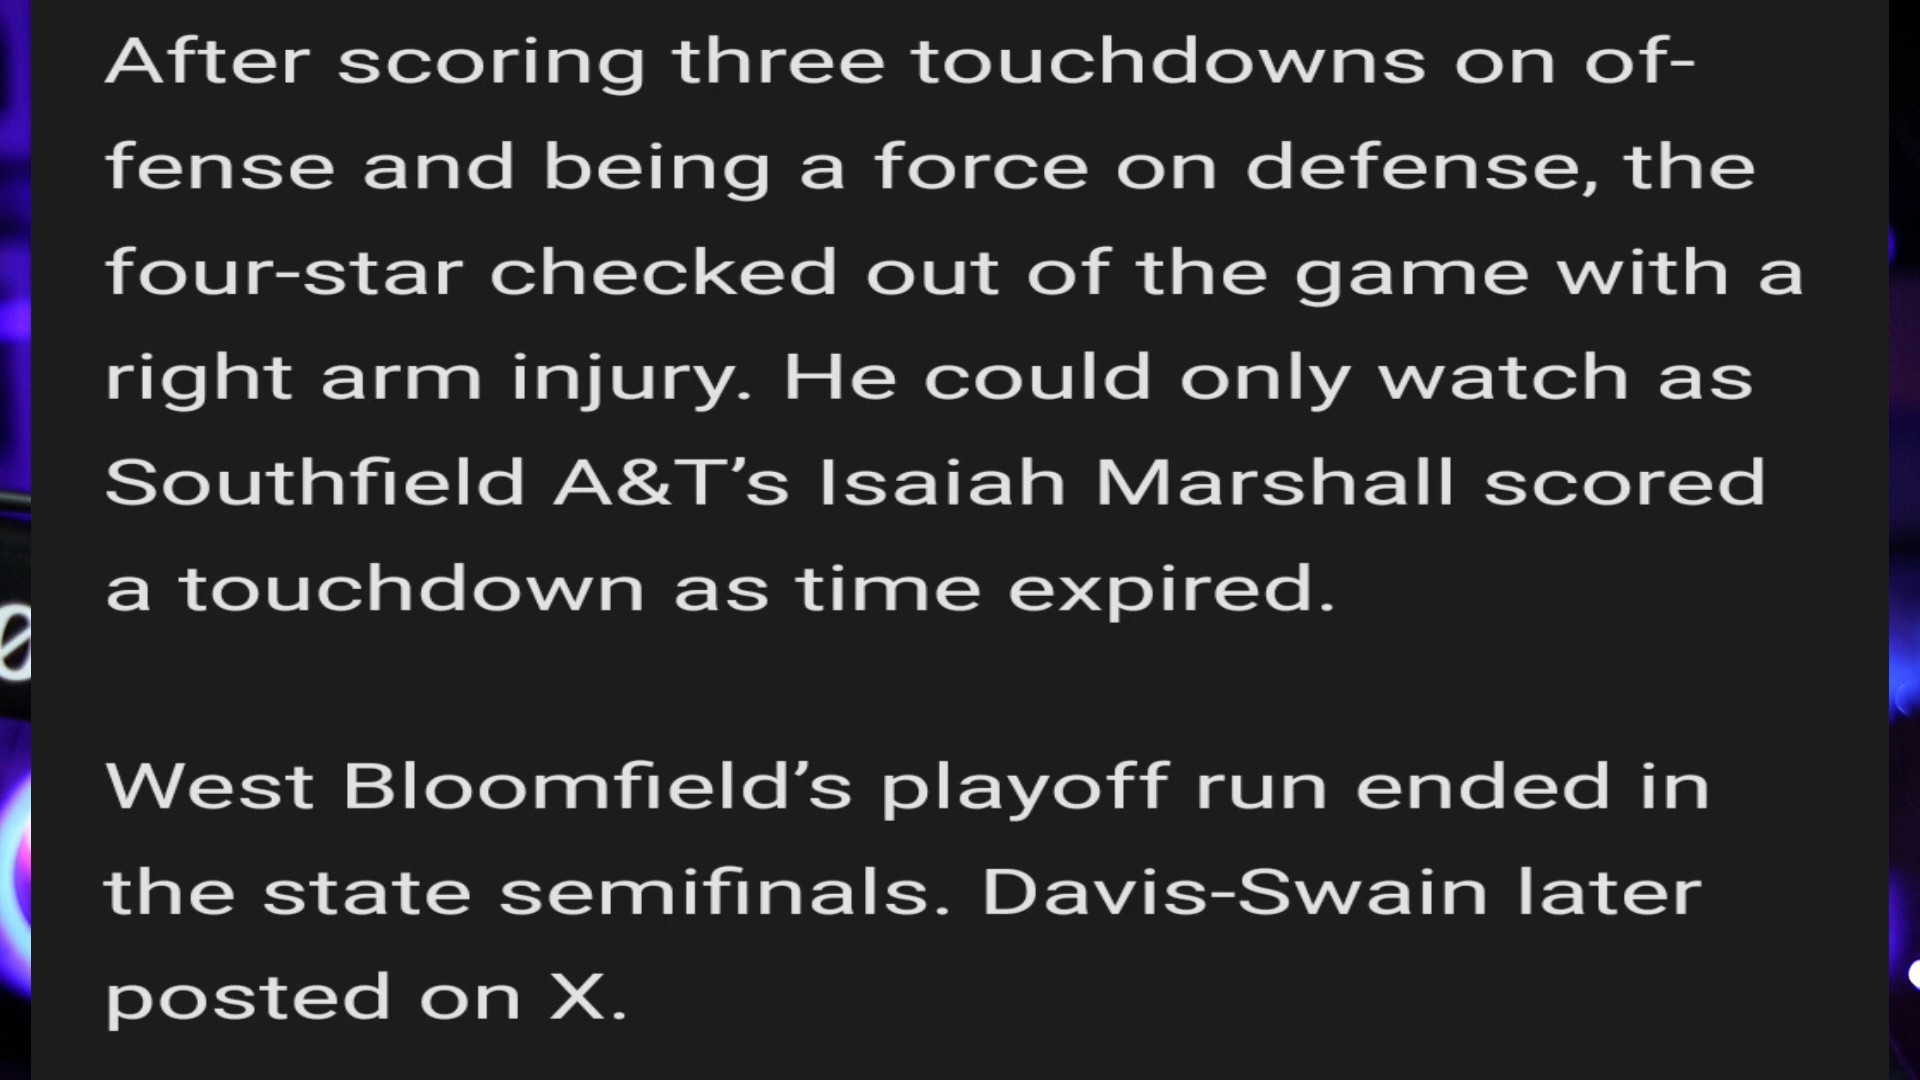 After scoring three touchdowns on of-
fense and being a force on defense, the
four-star checked out of the game with a
right arm injury. He could only watch as
Southfield A&T’s Isaiah Marshall scored
a touchdown as time expired.
West Bloomfield’s playoff run ended in
the state semifinals. Davis-Swain later
posted on X.